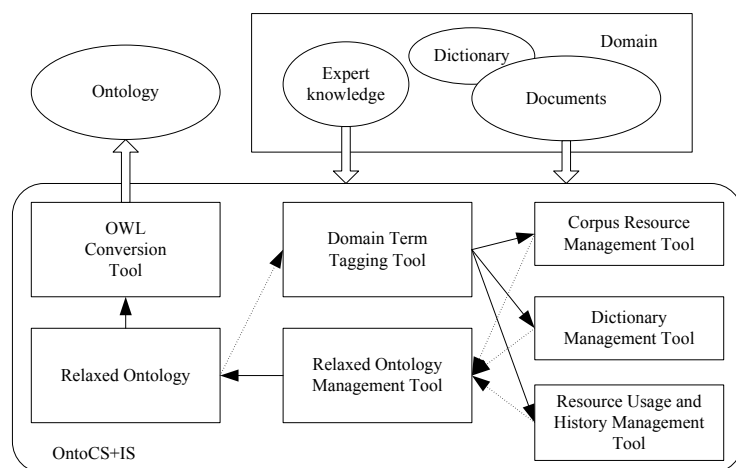 Domain
Dictionary
Expert
knowledge
Ontology
Documents
OWL
Conversion
Tool
Domain Term
Tagging Tool
Corpus Resource
Management Tool
Dictionary
Management Tool
Relaxed Ontology
Relaxed Ontology
Management Tool
Resource Usage and
History Management
Tool
OntoCS+IS